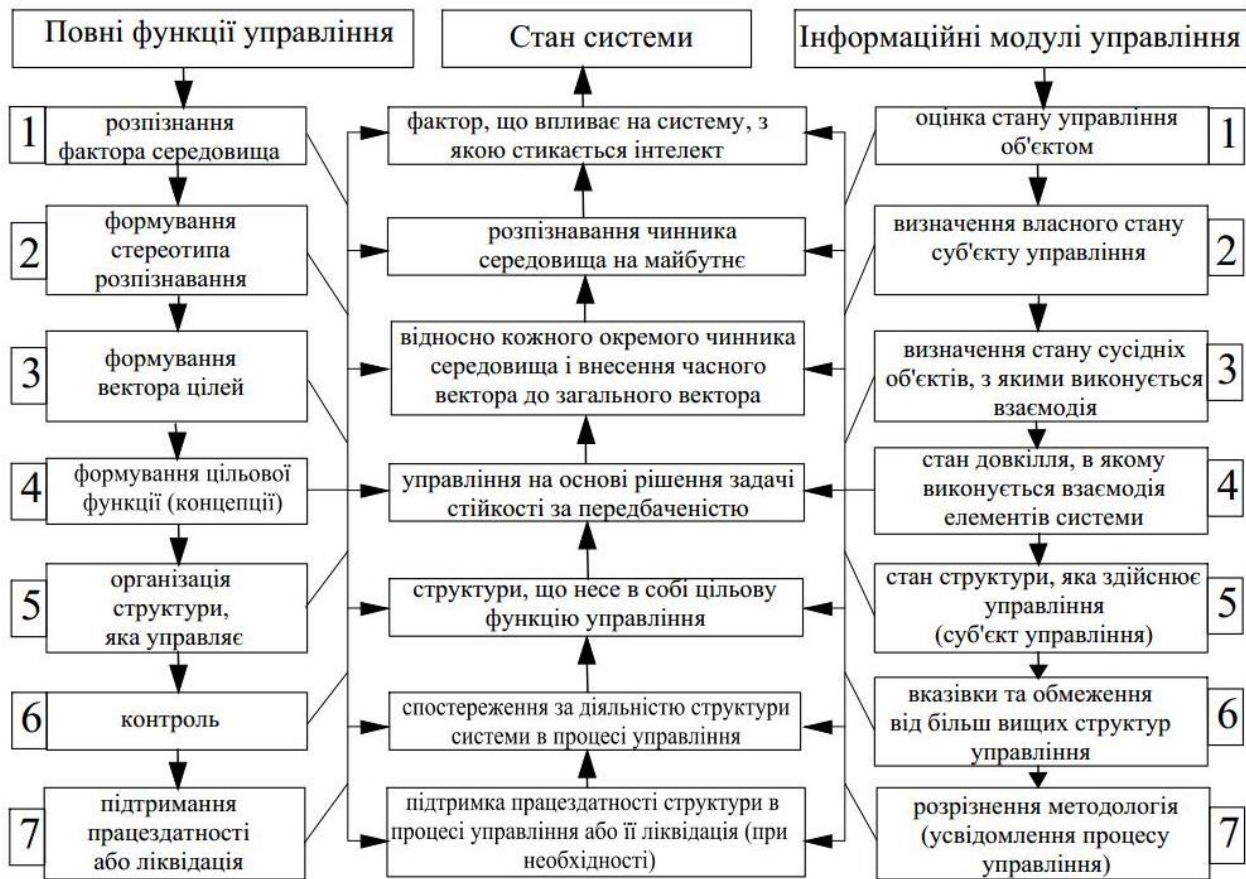 Повні функції управління
1
розпізнання
фактора середовища
2
формування
стереотипа
розпізнавання
3
формування
вектора цілей
4
формування цільової
функції (концепції)
5
організація
структури,
яка управляє
6
контроль
7
підтримання
працездатності
або ліквідація
Стан системи
фактор, що впливає на систему, з
якою стикається інтелект
розпізнавання чинника
середовища на майбутнє
відносно кожного окремого чинника
середовища і внесення часного
вектора до загального вектора
управління на основі рішення задачі
стійкості за передбаченістю
структури, що несе в собі цільову
функцію управління
спостереження за діяльністю структури
системи в процесі управління
підтримка працездатності структури в
процесі управління або її ліквідація (при
необхідності)
Інформаційні модулі управління
оцінка стану управління
об'єктом
1
визначення власного стану
суб'єкту управління
2
визначення стану сусідніх
об'єктів, з якими виконується
взаємодія
3
стан довкілля, в якому
виконується взаємодія
елементів системи
4
стан структури, яка здійснює
управління
(суб'єкт управління)
5
вказівки та обмеження
від більш вищих структур
управління
6
розрізнення методологія
(усвідомлення процесу
управління)
7